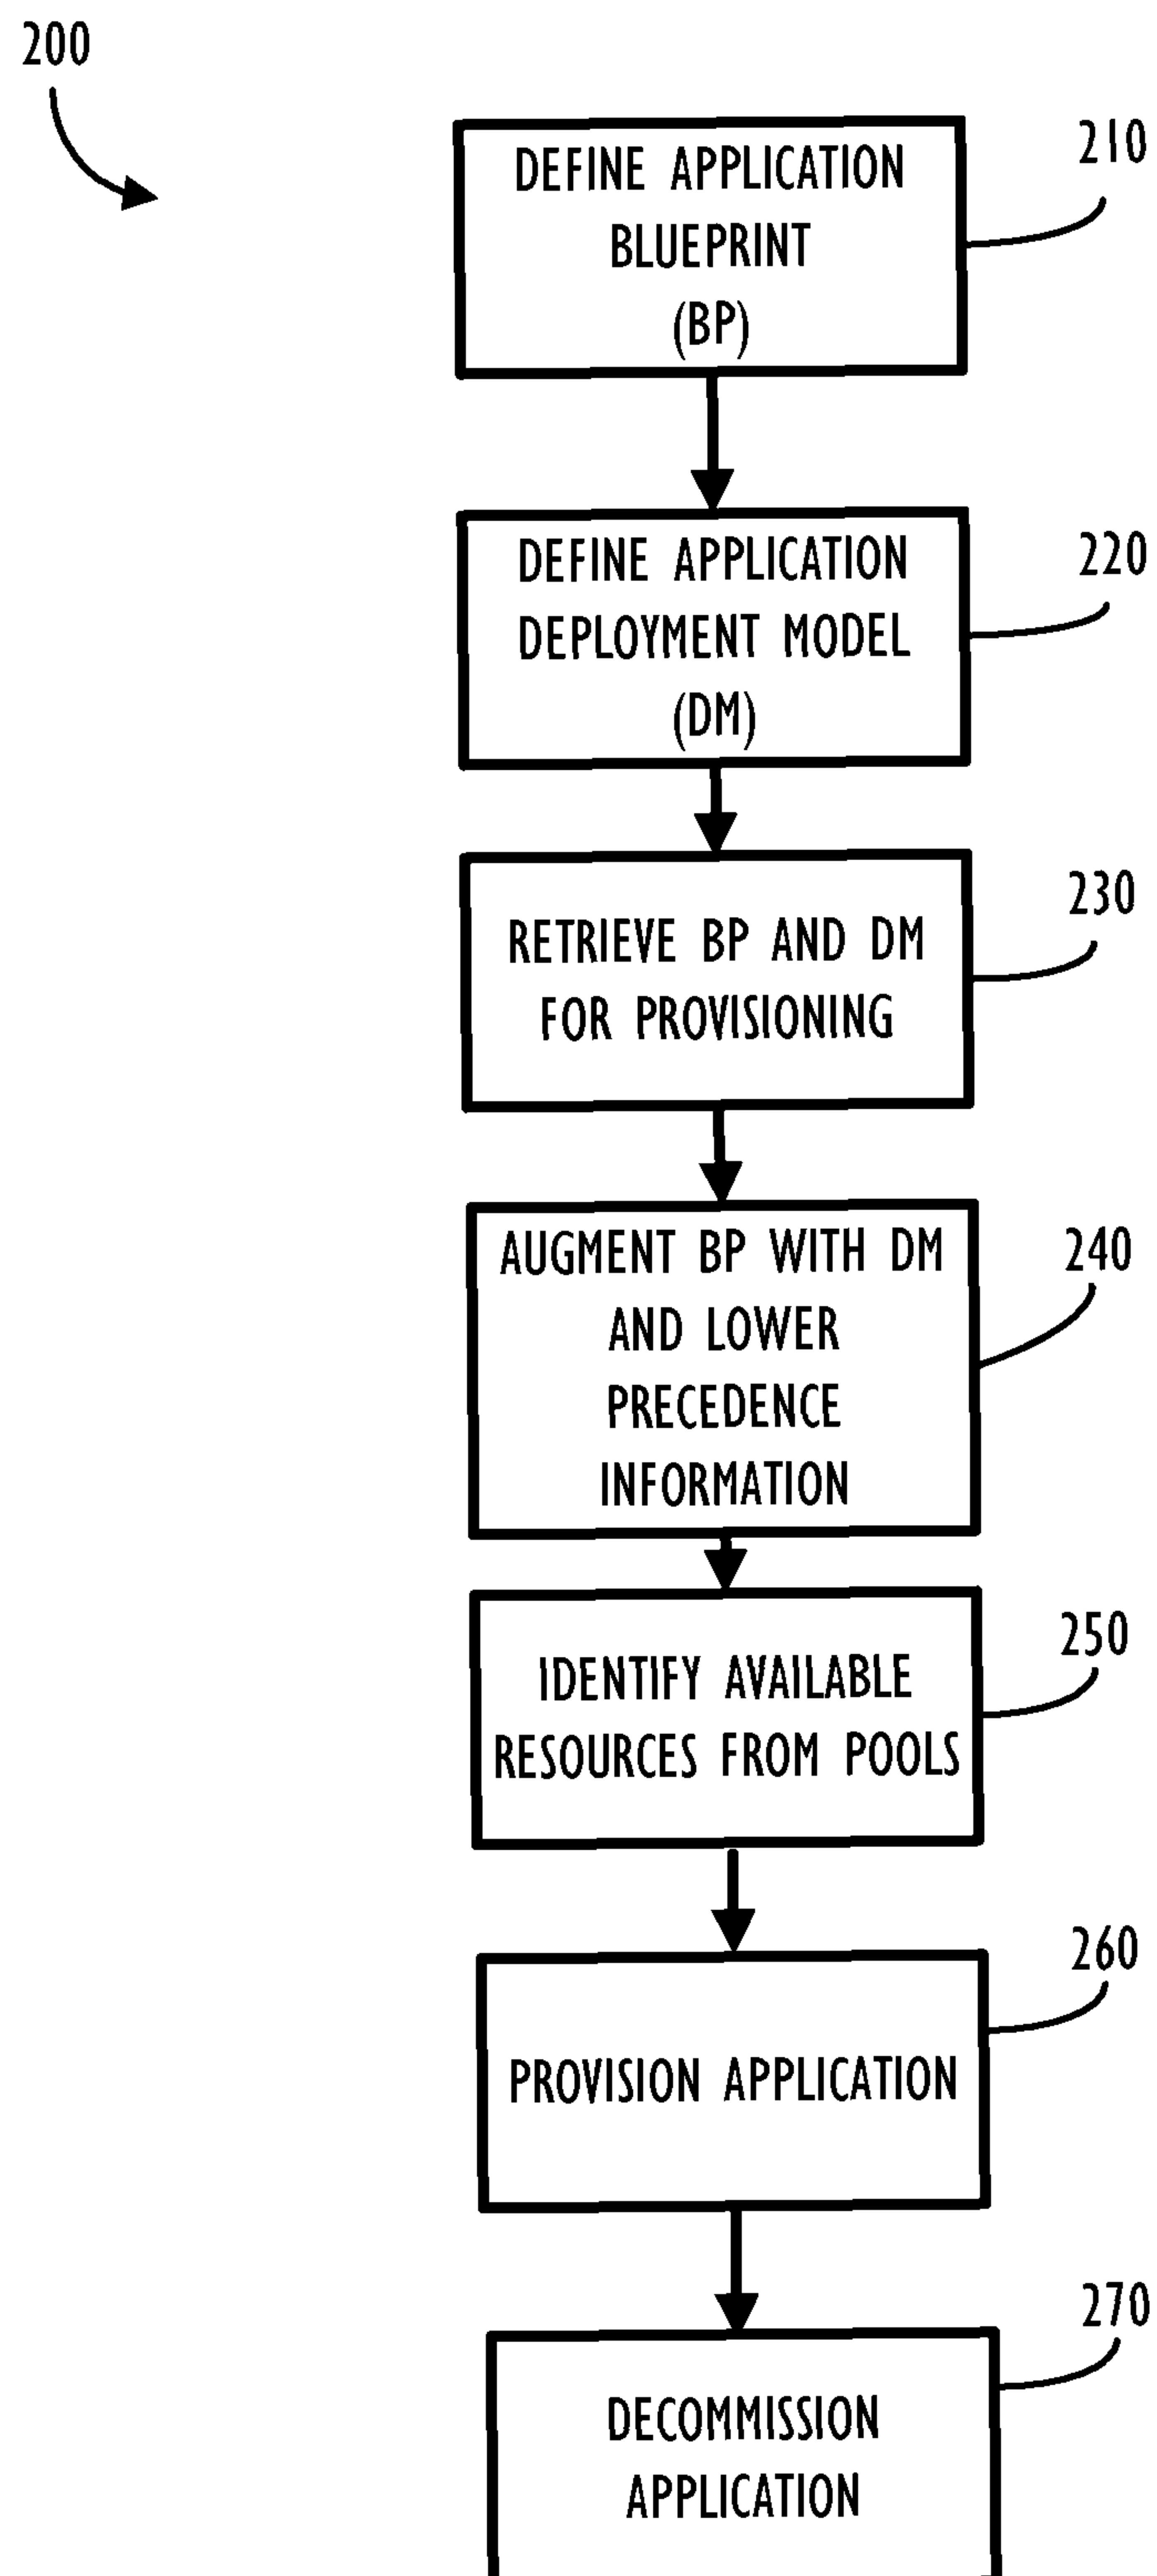 200
210
DEFINE APPLICATION
BLUEPRINT
(BP)
220
DEFINE APPLICATION
DEPLOYMENT MODEL
(DM)
230
RETRIEVE BP AND DM
FOR PROVISIONING
240
AUGMENT BP WITH DM
AND LOWER
PRECEDENCE
INFORMATION
250
IDENTIFY AVAILABLE
RESOURCES FROM POOLS
260
PROVISION APPLICATION
270
DECOMMISSION
APPLICATION